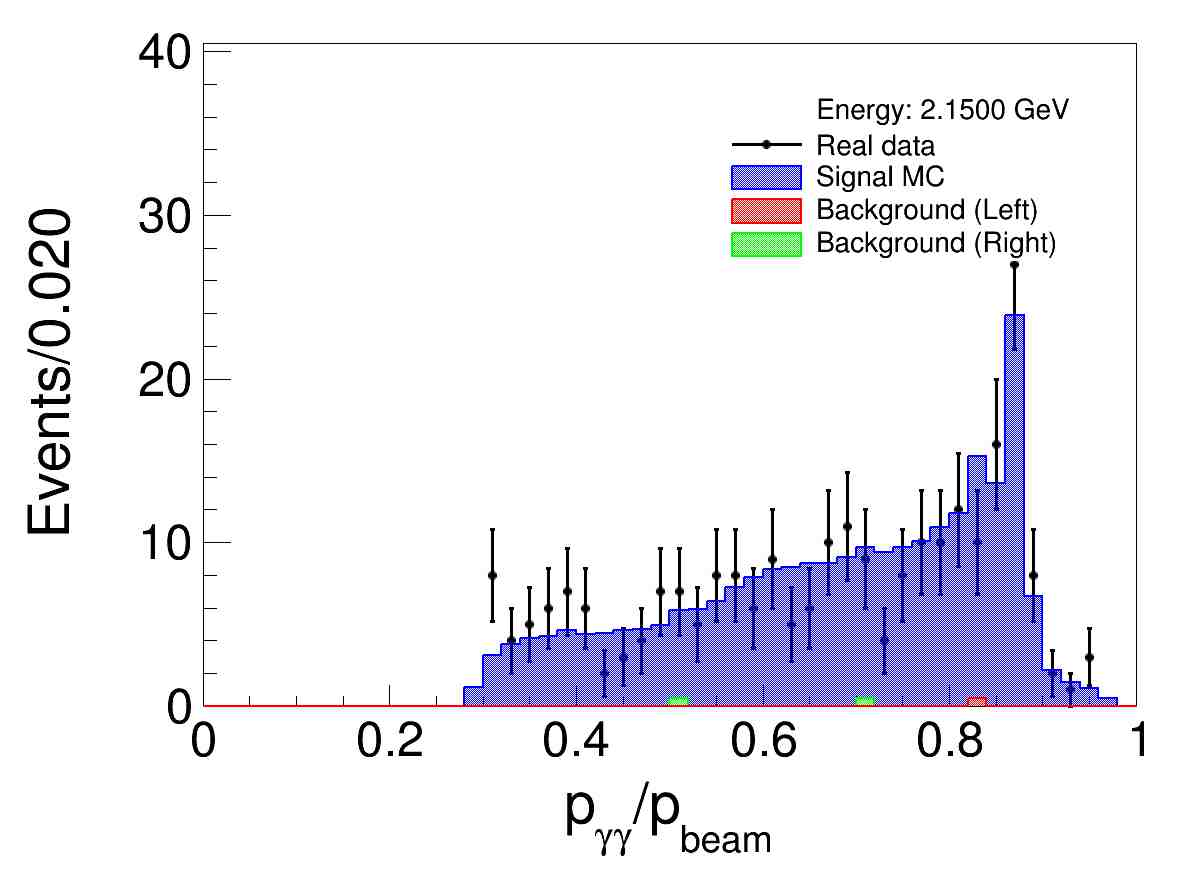 40
30
20
10
0
Events/0.020
Energy: 2.1500 GeV
Real data
Signal MC
Background (Left)
Background (Right)
0 0.2 0.4 0.6 0.8 1
pγγ/pbeam